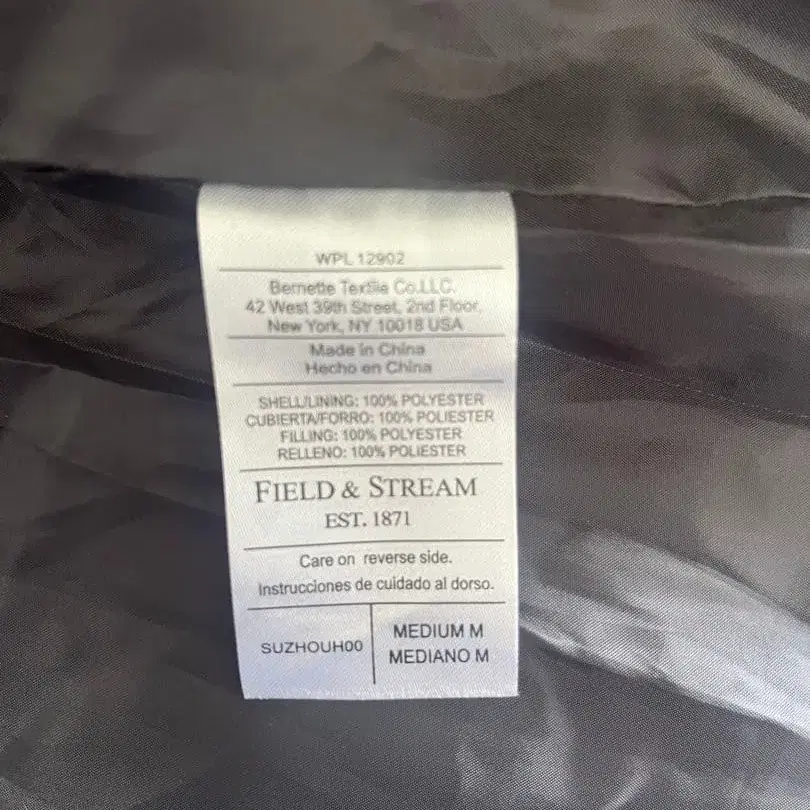 WPL 12902
Bernette Textile Co.LLC.
42 West 39th Street, 2nd Floor,
New York, NY 10018 USA
Made in China
Hecho en China
SHELL/LINING: 100% POLYESTER
CUBIERTA/FORRO: 100% POLIESTER
FILLING: 100% POLYESTER
RELLENO: 100% POLIESTER
FIELD & STREAM
EST. 1871
Care on reverse side.
Instrucciones de cuidado al dorso.
SUZHOUH00
MEDIUM M
MEDIANO M